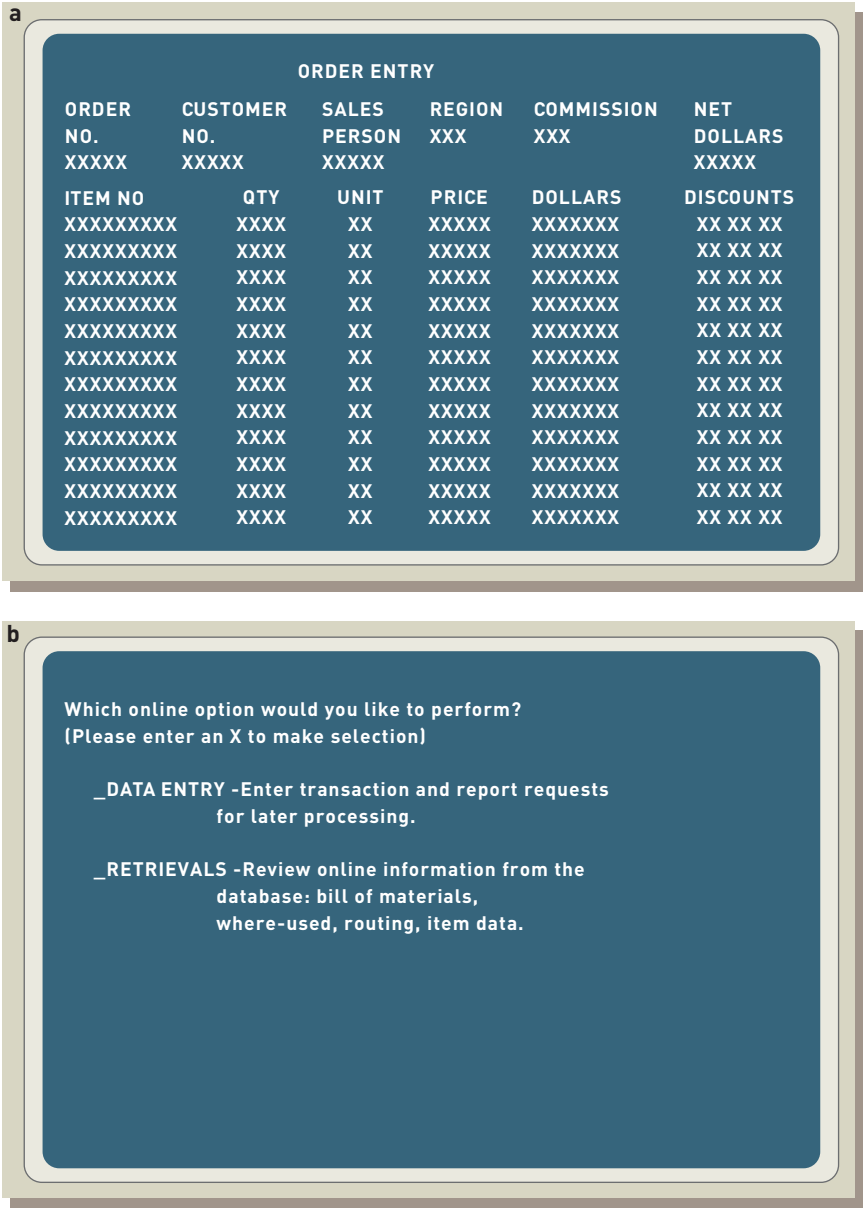 a
ORDER ENTRY
ORDER CUSTOMER SALES REGION COMMISSION NET
NO. NO. PERSON XXX XXX DOLLARS
XXXXX XXXXX XXXXX XXXXX
ITEM NO QTY UNIT PRICE DOLLARS DISCOUNTS
XXXXXXXXX XXXX XX XXXXX XXXXXXX XX XX XX
XXXXXXXXX XXXX XX XXXXX XXXXXXX XX XX XX
XXXXXXXXX XXXX XX XXXXX XXXXXXX XX XX XX
XXXXXXXXX XXXX XX XXXXX XXXXXXX XX XX XX
XXXXXXXXX XXXX XX XXXXX XXXXXXX XX XX XX
XXXXXXXXX XXXX XX XXXXX XXXXXXX XX XX XX
XXXXXXXXX XXXX XX XXXXX XXXXXXX XX XX XX
XXXXXXXXX XXXX XX XXXXX XXXXXXX XX XX XX
XXXXXXXXX XXXX XX XXXXX XXXXXXX XX XX XX
XXXXXXXXX XXXX XX XXXXX XXXXXXX XX XX XX
XXXXXXXXX XXXX XX XXXXX XXXXXXX XX XX XX
XXXXXXXXX XXXX XX XXXXX XXXXXXX XX XX XX
b
Which online option would you like to perform?
(Please enter an X to make selection)
_DATA ENTRY -Enter transaction and report requests
for later processing.
_RETRIEVALS -Review online information from the
database: bill of materials,
where-used, routing, item data.